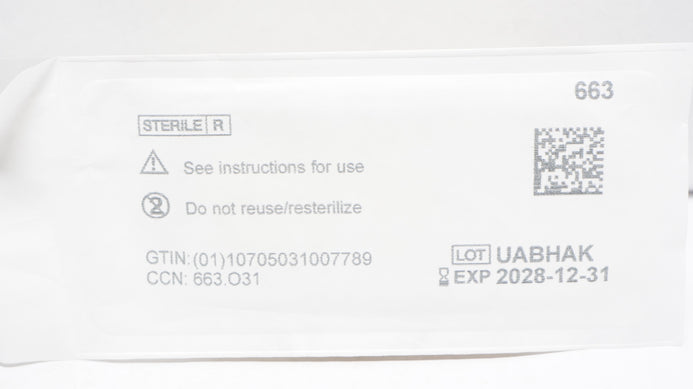 663
STERILE R
See instructions for use
Do not reuse/resterilize
GTIN:(01)10705031007789
CCN: 663.O31
LOT UABHAK
EXP 2028-12-31